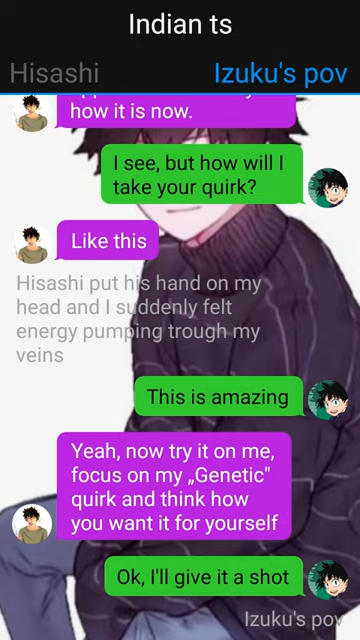 Indian ts
Hisashi
Izuku's pov
how it is now.
I see, but how will I
take your quirk?
Like this
Hisashi put his hand on my
head and I suddenly felt
energy pumping trough my
veins
This is amazing
Yeah, now try it on me,
focus on my „Genetic"
quirk and think how
you want it for yourself
Ok, I'll give it a shot
Izuku's pov